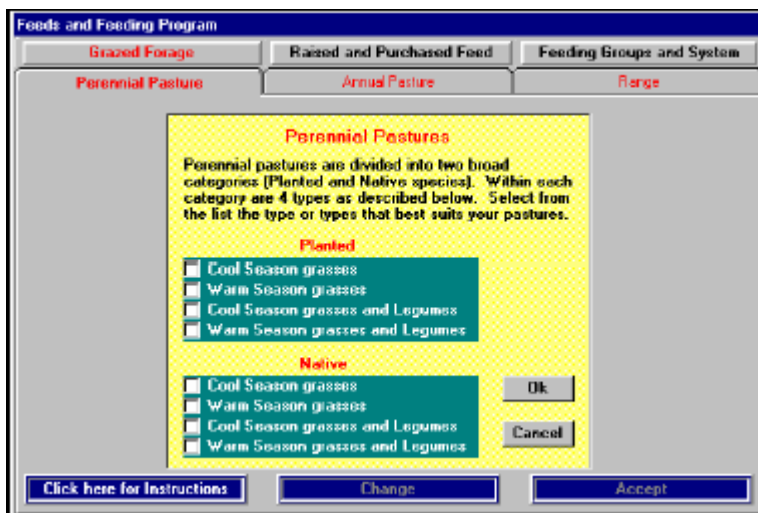 Feeds and Feeding Program
Grazed Forage Raised and Purchased Feed Feeding Groups and System
Perennial Pasture Annual Pasture Range
Perennial Pastures
Perennial pastures are divided into two broad
categories (Planted and Native species). Within each
category are 4 types as described below. Select from
the list the type or types that best suits your pastures.
Planted
Cool Season grasses
Warm Season grasses
Cool Season grasses and Legumes
Warm Season grasses and Legumes
Native
Cool Season grasses
Warm Season grasses
Cool Season grasses and Legumes
Warm Season grasses and Legumes
Ok
Cancel
Click here for Instructions Change Accept